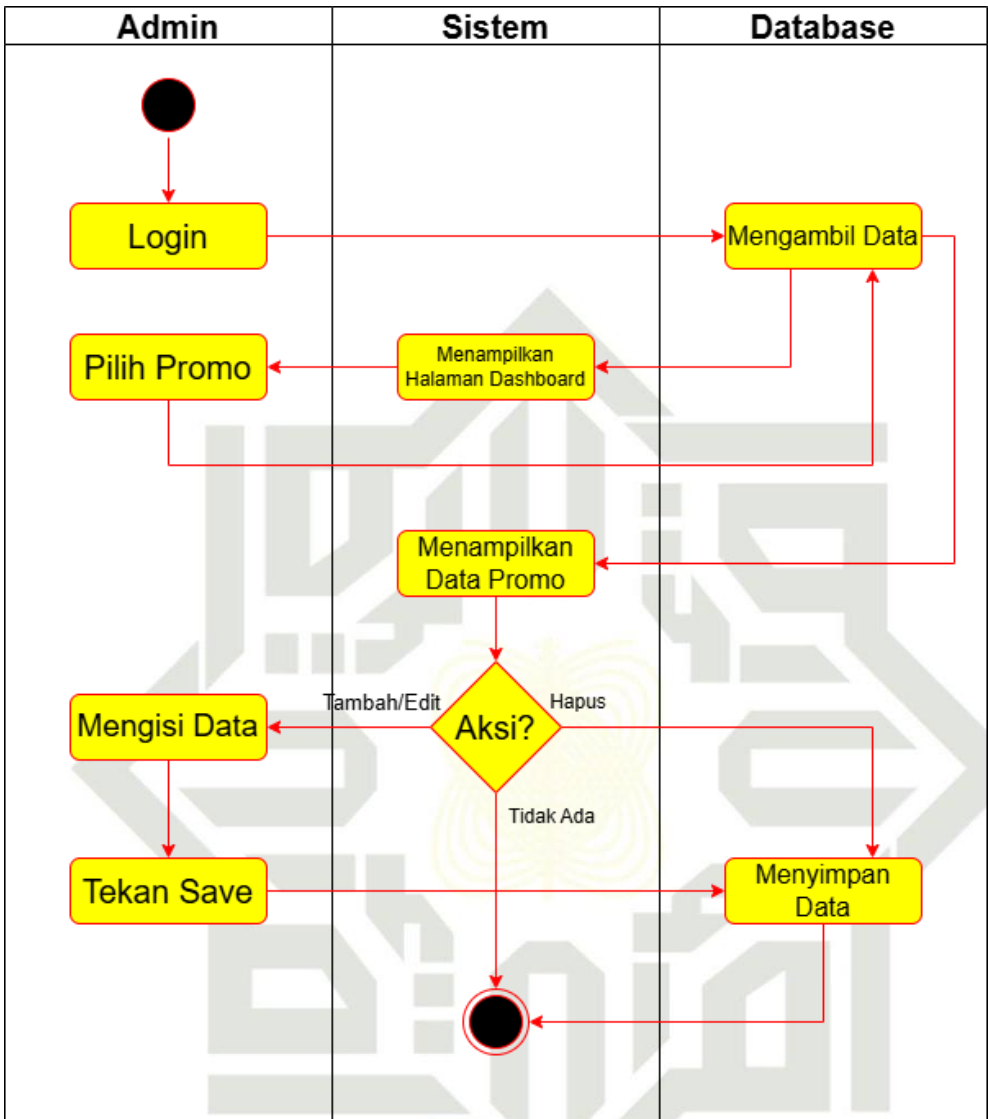 Admin
Sistem
Database
Login
Mengambil Data
Pilih Promo
Menampilkan
Halaman Dashboard
Menampilkan
Data Promo
Tambah/Edit
Aksi?
Hapus
Mengisi Data
Tidak Ada
Tekan Save
Menyimpan
Data